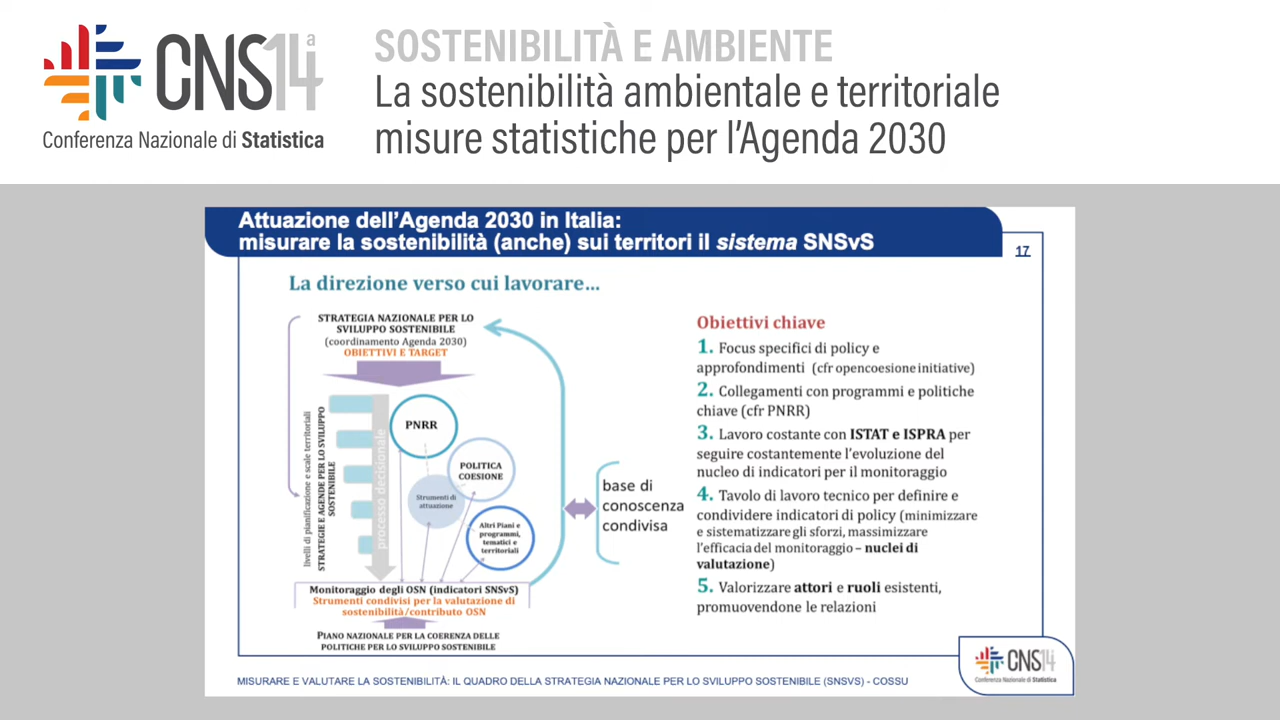 CNS14a
Conferenza Nazionale di Statistica
SOSTENIBILITÀ E AMBIENTE
La sostenibilità ambientale e territoriale
misure statistiche per l'Agenda 2030
Attuazione dell'Agenda 2030 in Italia:
misurare la sostenibilità (anche) sui territori il sistema SNSvS
17
La direzione verso cui lavorare…
STRATEGIA NAZIONALE PER LO
SVILUPPO SOSTENIBILE
(coordinamento Agenda 2030)
OBIETTIVI E TARGET
livelli di pianificazione e scale territoriali
STRATEGIE E AGENDE PER LO SVILUPPO
SOSTENIBILE
processo decisionale
PNRR
POLITICA
COESIONE
Strumenti di
attuazione
Altri Piani e
programmi,
tematici e
territoriali
Monitoraggio degli OSN (indicatori SNSvS)
Strumenti condivisi per la valutazione di
sostenibilità/contributo OSN
PIANO NAZIONALE PER LA COERENZA DELLE
POLITICHE PER LO SVILUPPO SOSTENIBILE
base di
conoscenza
condivisa
Obiettivi chiave
1. Focus specifici di policy e
approfondimenti (cfr opencoesione initiative)
2. Collegamenti con programmi e politiche
chiave (cfr PNRR)
3. Lavoro costante con ISTAT e ISPRA per
seguire costantemente l'evoluzione del
nucleo di indicatori per il monitoraggio
4. Tavolo di lavoro tecnico per definire e
condividere indicatori di policy (minimizzare
e sistematizzare gli sforzi, massimizzare
l'efficacia del monitoraggio – nuclei di
valutazione)
5. Valorizzare attori e ruoli esistenti,
promuovendone le relazioni
MISURARE E VALUTARE LA SOSTENIBILITÀ: IL QUADRO DELLA STRATEGIA NAZIONALE PER LO SVILUPPO SOSTENIBILE (SNSVS) - COSSU
CNS14
Conferenza Nazionale di Statistica